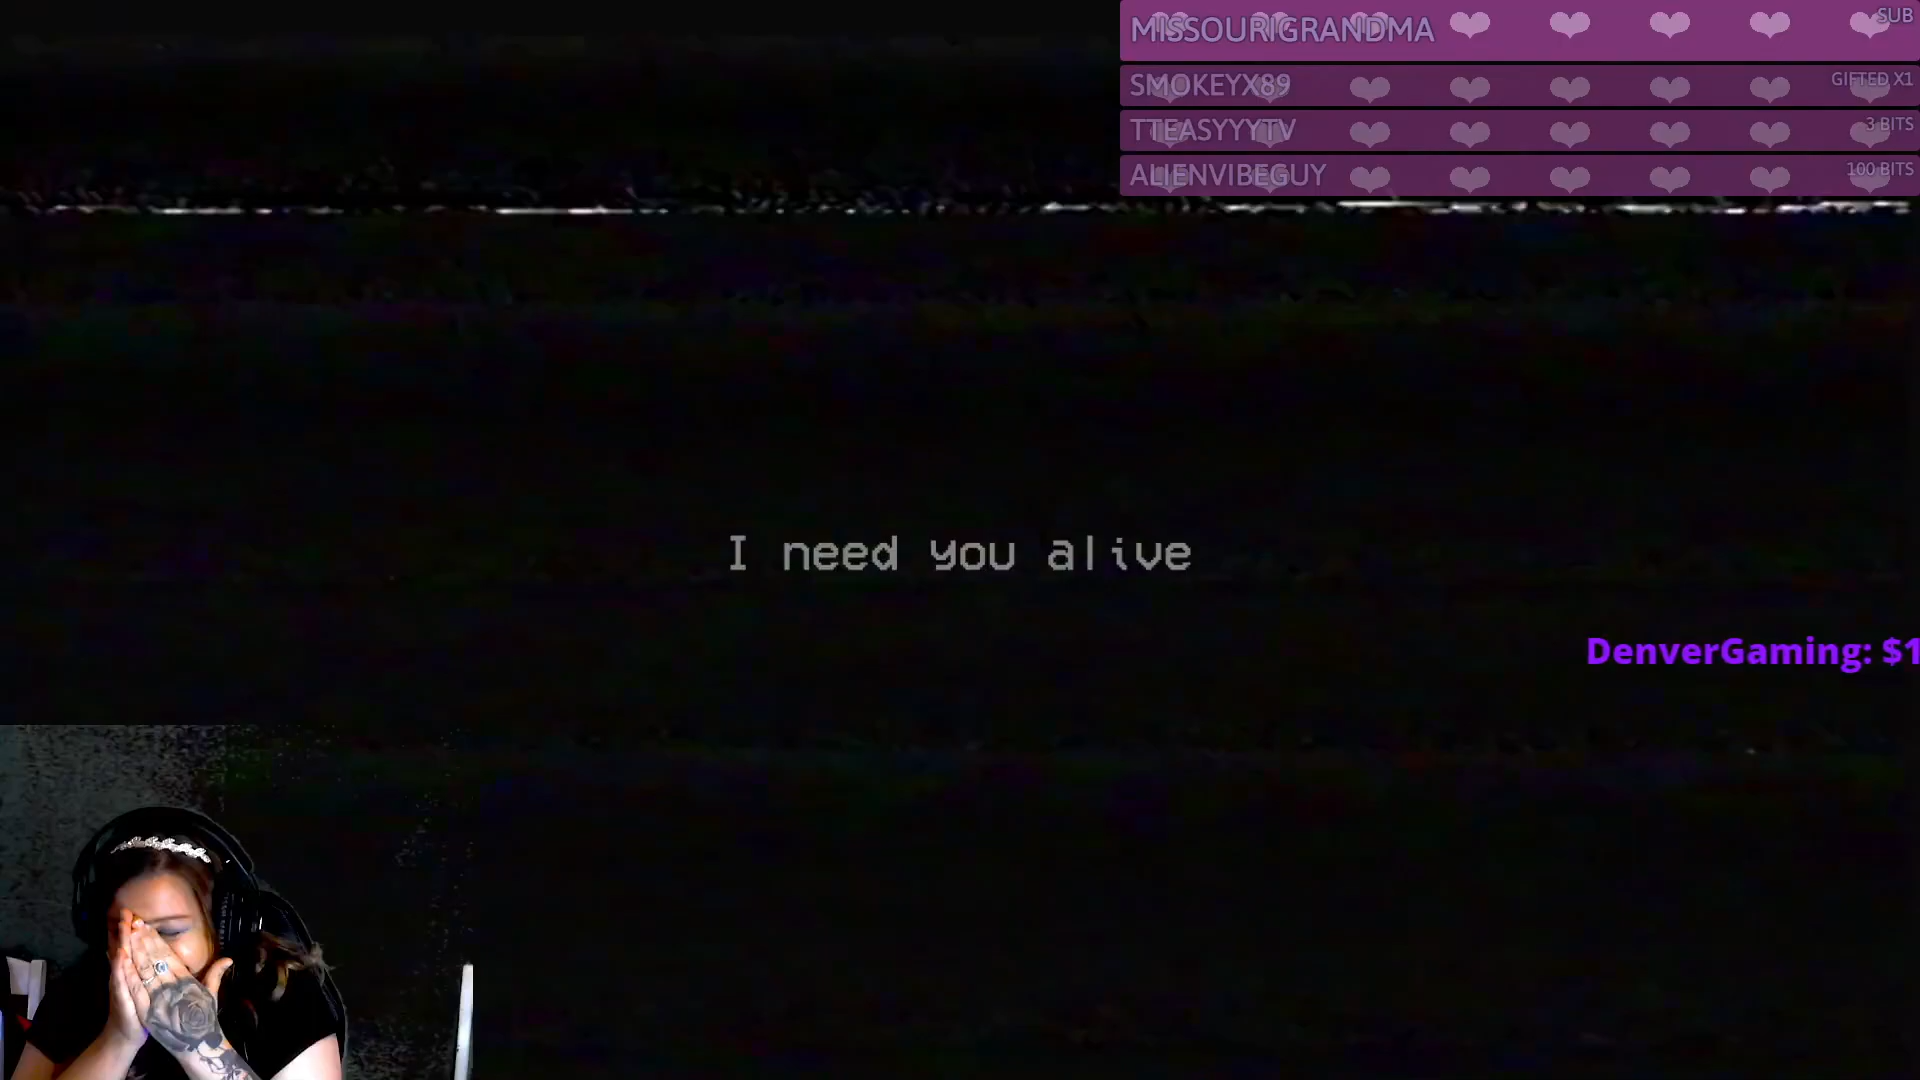 MISSOURIGRANDMA SUB
SMOKEYX89 GIFTED X1
TTEASYYYTV 3 BITS
ALIENVIBEGUY 100 BITS
I need you alive
DenverGaming: $1